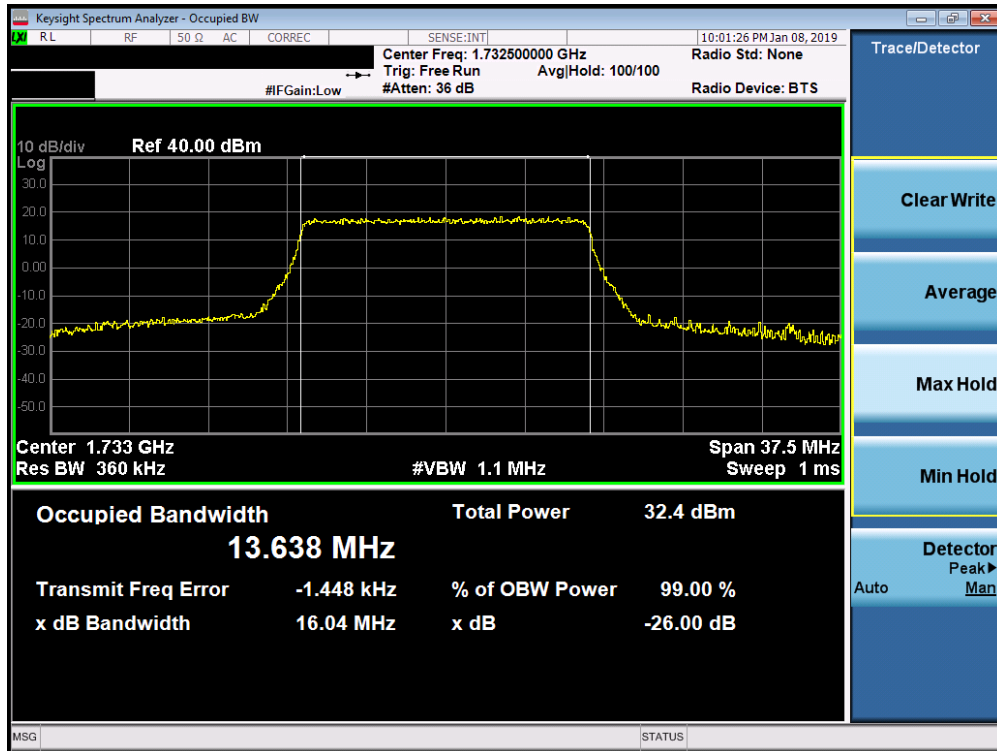 Keysight Spectrum Analyzer - Occupied BW
LXI RL RF 50 Ω AC CORREC SENSE:INT 10:01:26 PM Jan 08, 2019
Center Freq: 1.732500000 GHz Radio Std: None
Trig: Free Run Avg|Hold: 100/100
#IFGain:Low #Atten: 36 dB Radio Device: BTS
Trace/Detector
10 dB/div Ref 40.00 dBm
Log
30.0
20.0
10.0
0.00
-10.0
-20.0
-30.0
-40.0
-50.0
Center 1.733 GHz Span 37.5 MHz
Res BW 360 kHz #VBW 1.1 MHz Sweep 1 ms
Clear Write
Average
Max Hold
Min Hold
Detector
Peak▶
Auto Man
Occupied Bandwidth Total Power 32.4 dBm
13.638 MHz
Transmit Freq Error -1.448 kHz % of OBW Power 99.00 %
x dB Bandwidth 16.04 MHz x dB -26.00 dB
MSG STATUS